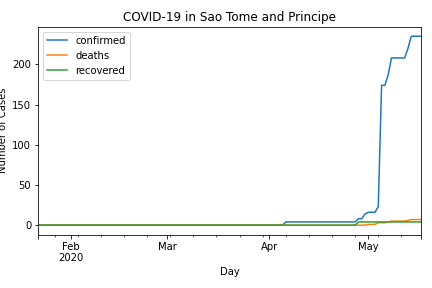 COVID-19 in Sao Tome and Principe
confirmed
deaths
recovered
Number of Cases
200
150
100
50
0
Feb
2020
Mar
Apr
May
Day